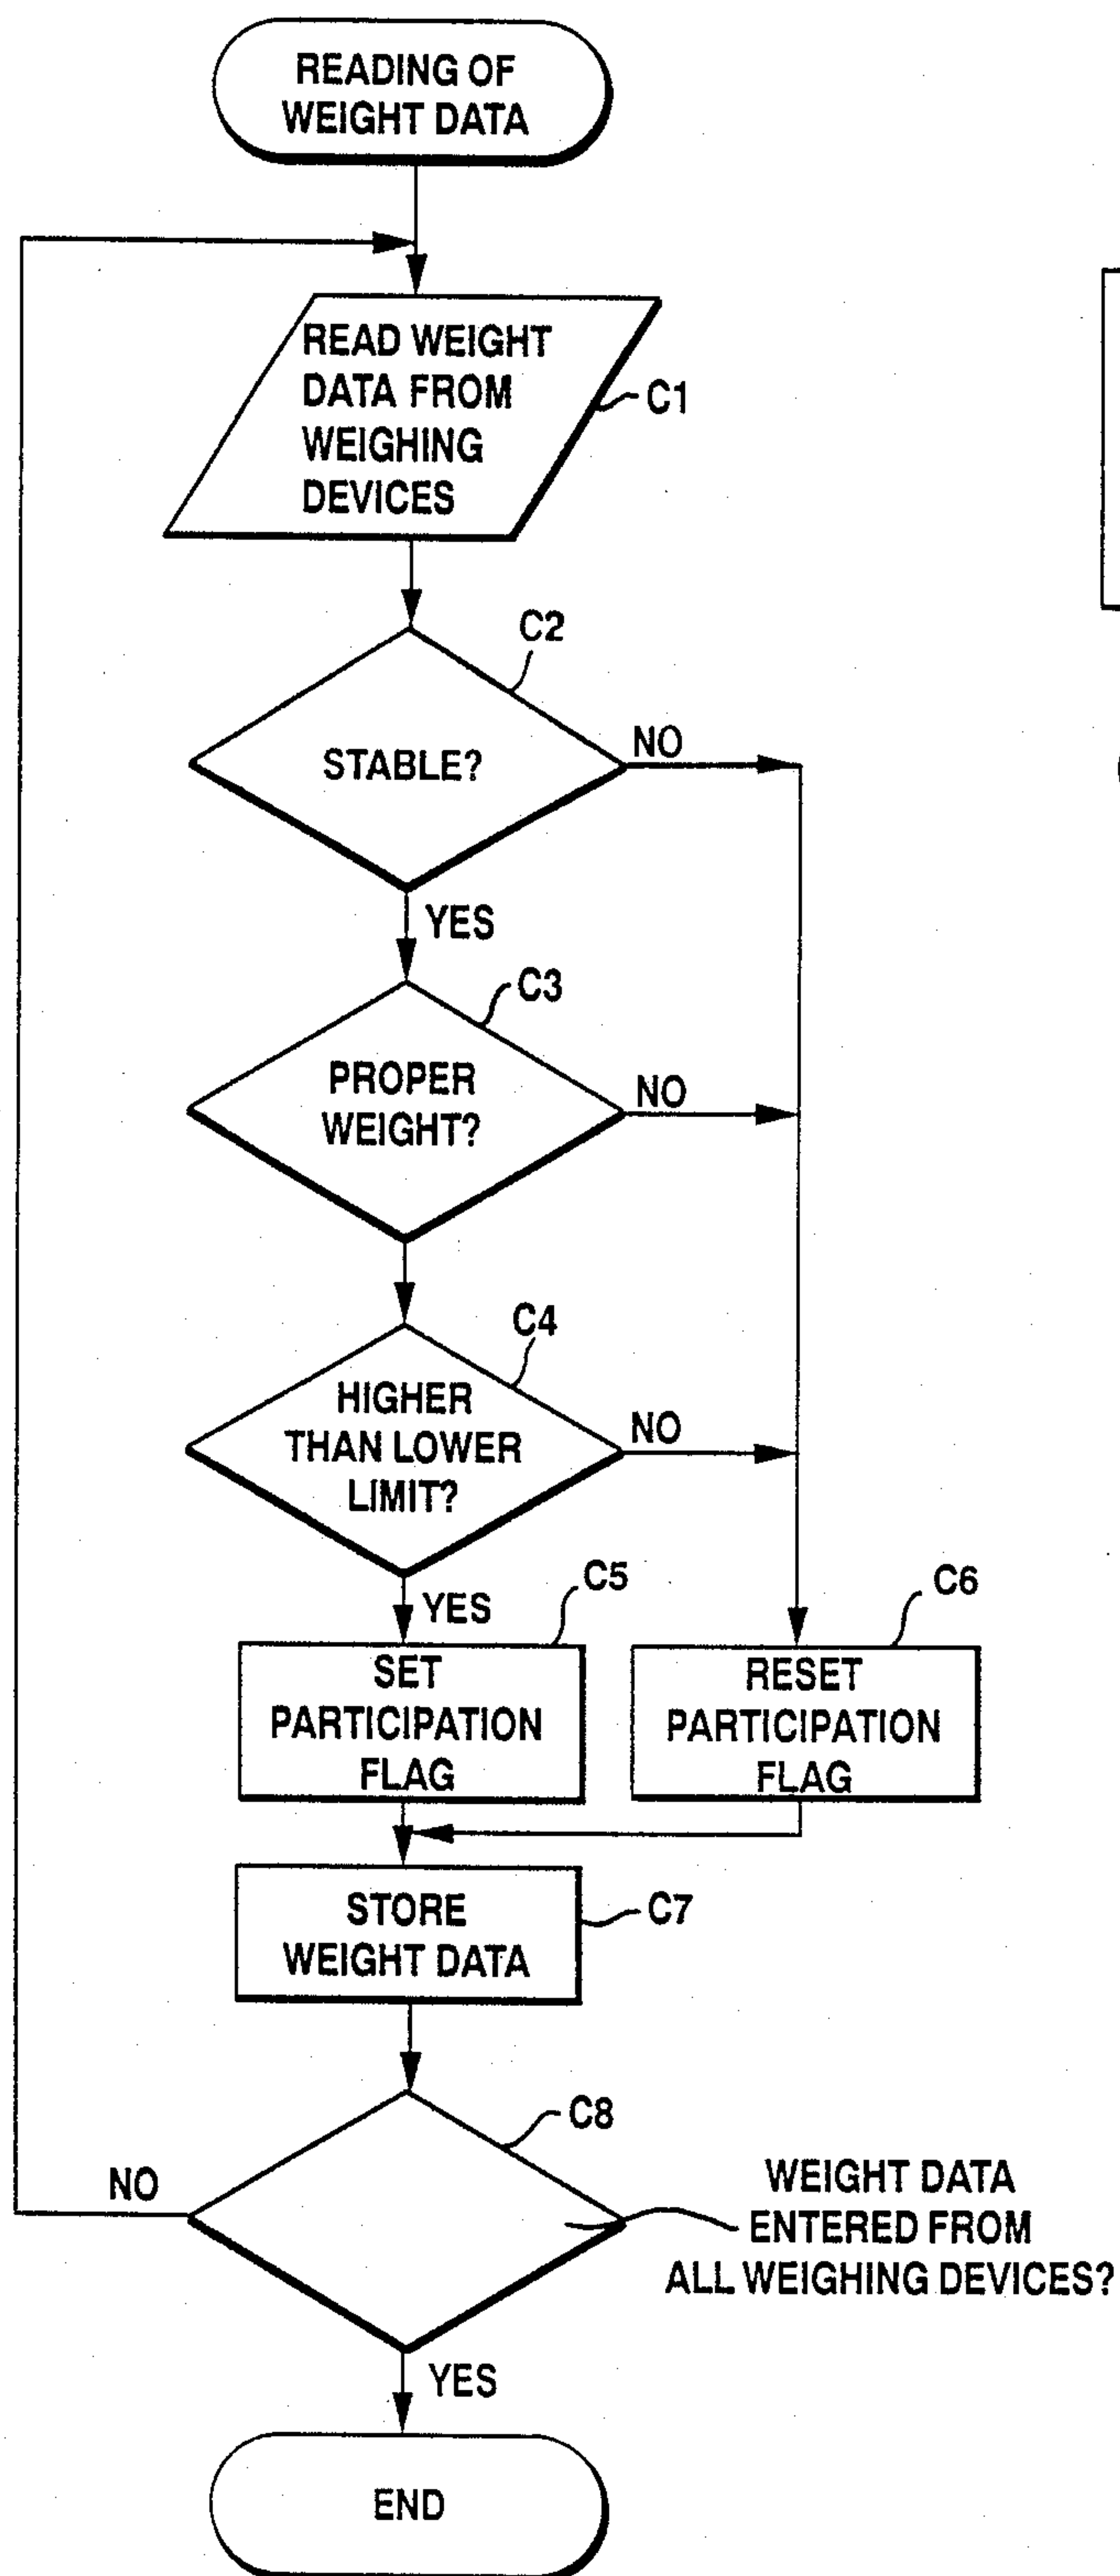 READING OF
WEIGHT DATA
READ WEIGHT
DATA FROM
WEIGHING
DEVICES
C1
C2
STABLE?
NO
YES
C3
PROPER
WEIGHT?
NO
C4
HIGHER
THAN LOWER
LIMIT?
NO
YES
C5
SET
PARTICIPATION
FLAG
C6
RESET
PARTICIPATION
FLAG
STORE
WEIGHT DATA
C7
C8
NO
WEIGHT DATA
ENTERED FROM
ALL WEIGHING DEVICES?
YES
END